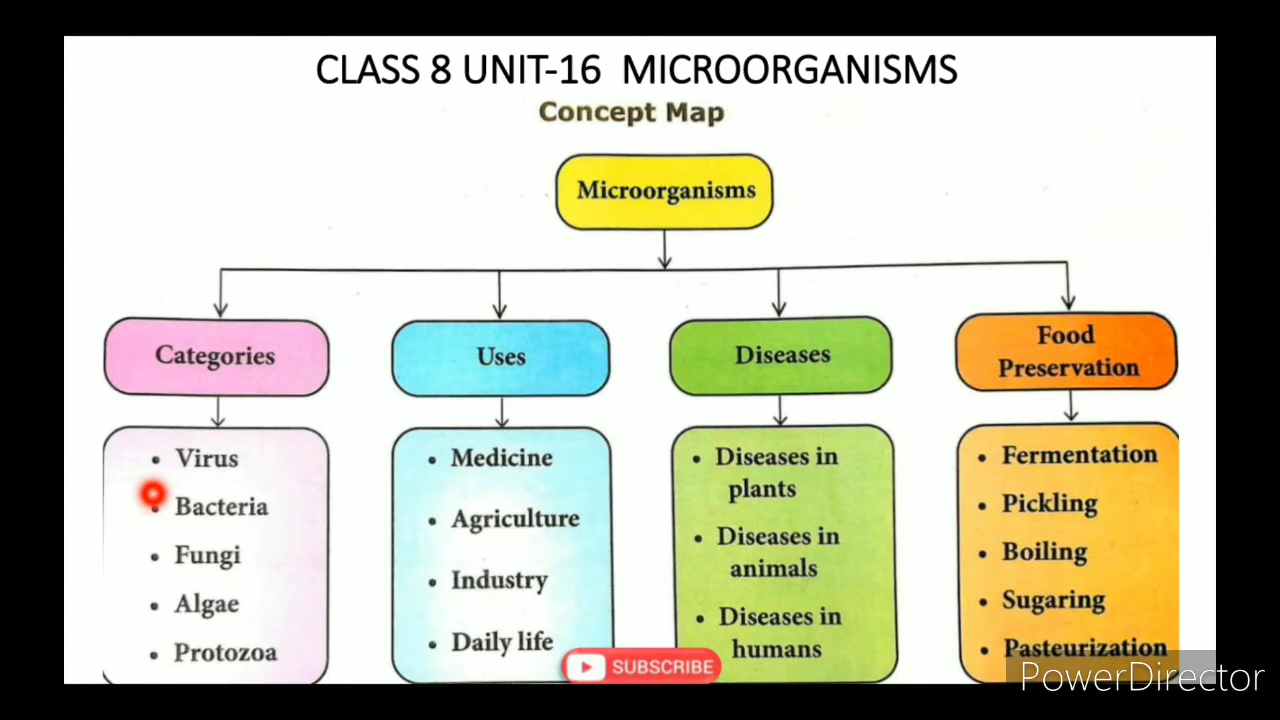 CLASS 8 UNIT-16 MICROORGANISMS
Concept Map
Microorganisms
Categories
• Virus
• Bacteria
• Fungi
• Algae
• Protozoa
Uses
• Medicine
• Agriculture
• Industry
• Daily life
Diseases
• Diseases in
plants
• Diseases in
animals
• Diseases in
humans
Food
Preservation
• Fermentation
• Pickling
• Boiling
• Sugaring
• Pasteurization
SUBSCRIBE
PowerDirector